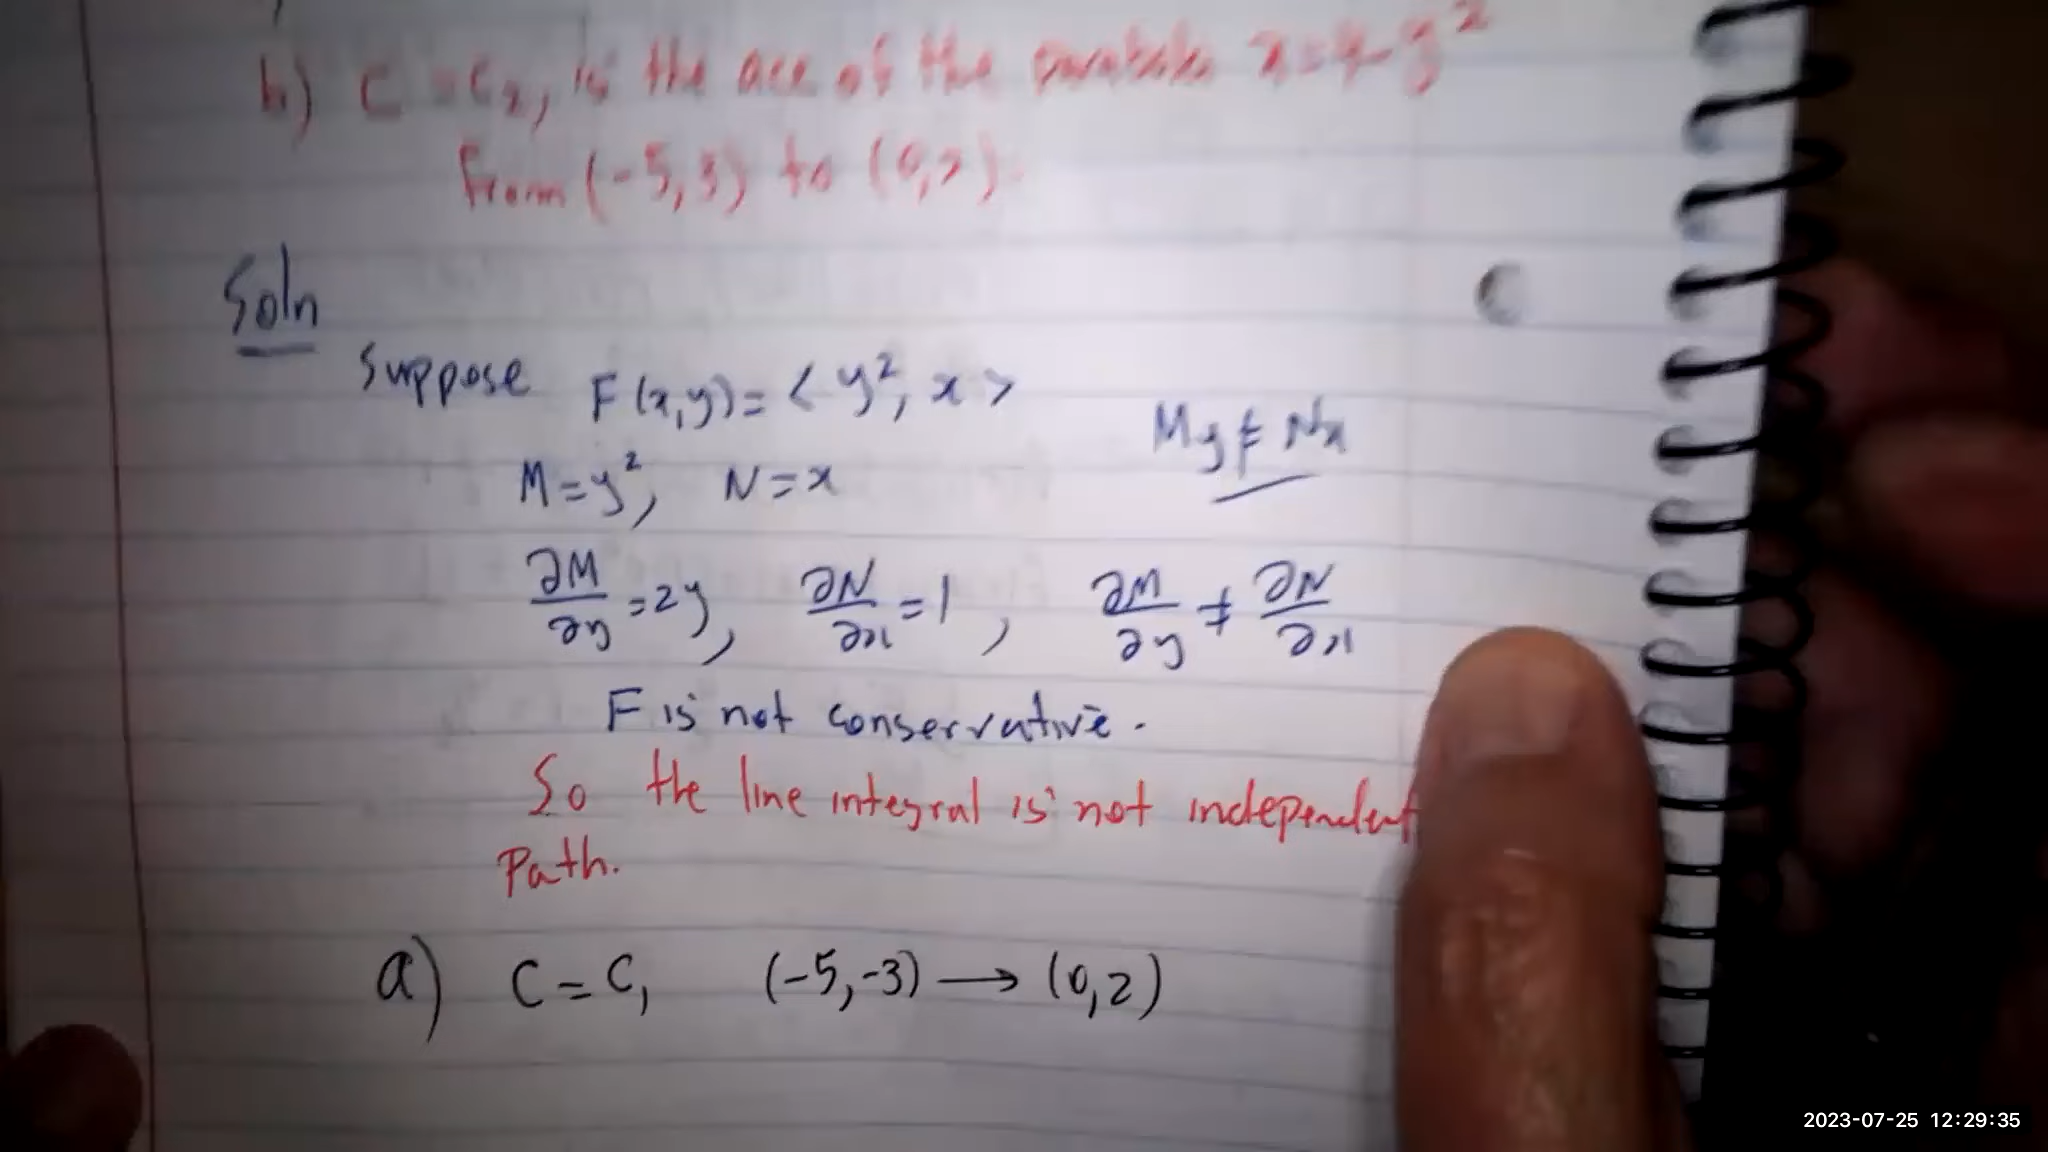 b) C = C₂, is the arc of the parabola x = 4 - y²
from (-5,3) to (0,2).
Soln
Suppose F(x,y) = < y², x >
My ≠ Nx
M = y², N = x
∂M/∂y = 2y, ∂N/∂x = 1, ∂M/∂y ≠ ∂N/∂x
F is not conservative.
So the line integral is not independent
Path.
a) C = C₁ (-5,-3) → (0,2)
2023-07-25 12:29:35